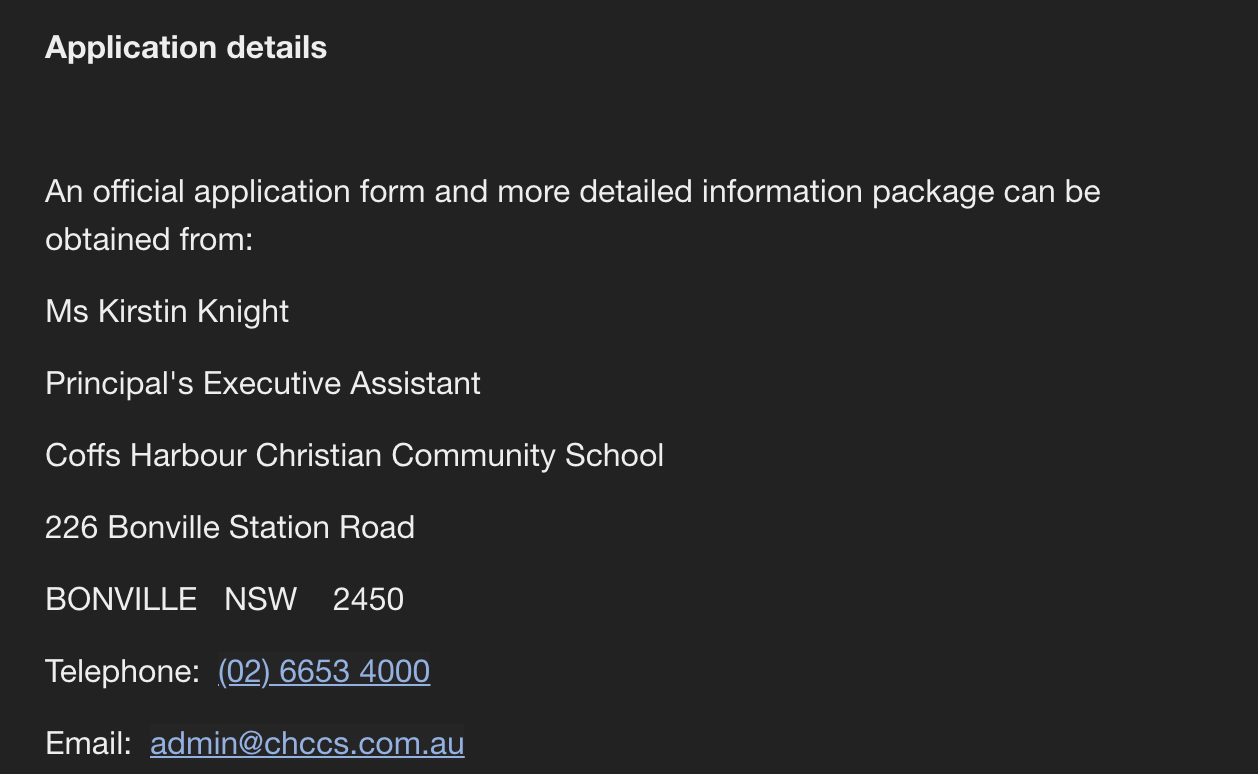 Application details
An official application form and more detailed information package can be
obtained from:
Ms Kirstin Knight
Principal's Executive Assistant
Coffs Harbour Christian Community School
226 Bonville Station Road
BONVILLE   NSW    2450
Telephone:  (02) 6653 4000
Email:  admin@chccs.com.au